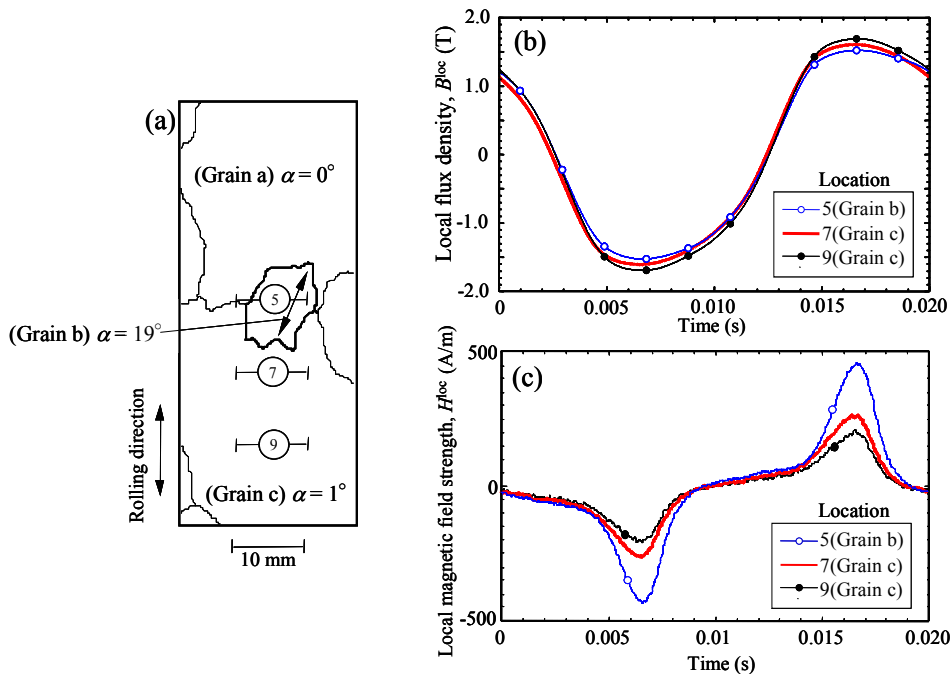 (a)
(Grain a) α = 0°
5
(Grain b) α = 19°
7
9
Rolling direction
(Grain c) α = 1°
10 mm
(b)
Local flux density, B^loc (T)
2.0
1.0
0
-1.0
-2.0
Location
5(Grain b)
7(Grain c)
9(Grain c)
0
0.005
0.010
0.015
0.020
Time (s)
(c)
Local magnetic field strength, H^loc (A/m)
500
0
-500
Location
5(Grain b)
7(Grain c)
9(Grain c)
0
0.005
0.010
0.015
0.020
Time (s)